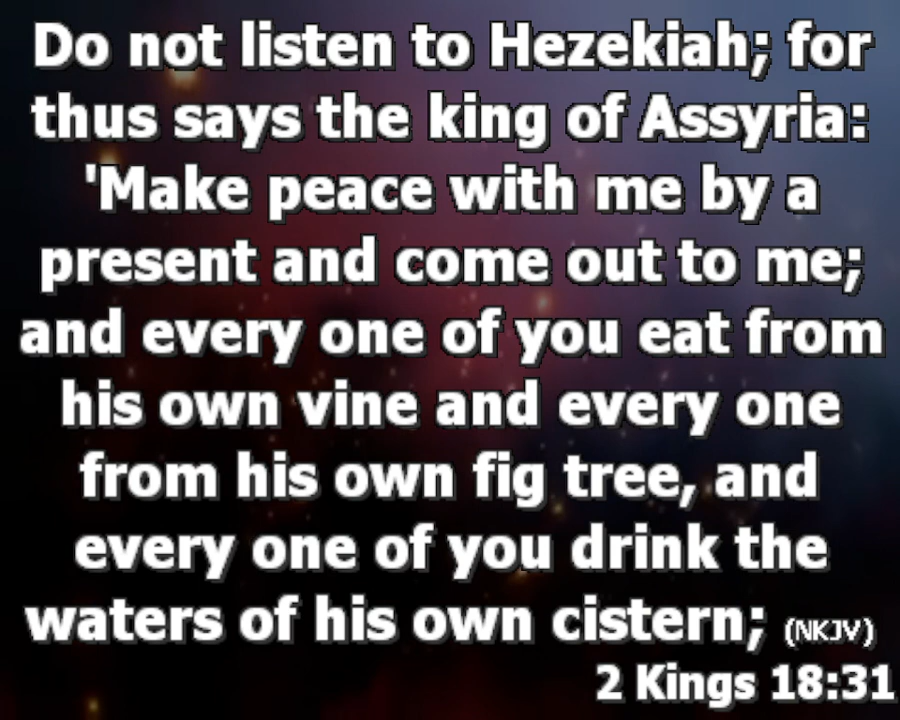 Do not listen to Hezekiah; for
thus says the king of Assyria:
'Make peace with me by a
present and come out to me;
and every one of you eat from
his own vine and every one
from his own fig tree, and
every one of you drink the
waters of his own cistern; (NKJV)
2 Kings 18:31